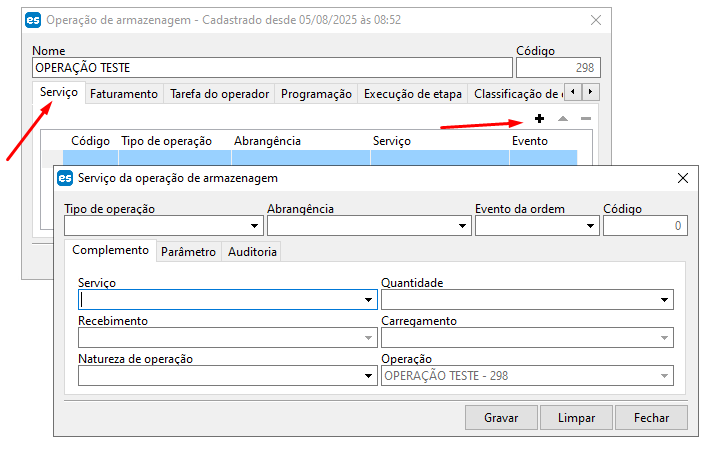 es Operação de armazenagem - Cadastrado desde 05/08/2025 às 08:52
Nome Código
OPERAÇÃO TESTE 298
Serviço Faturamento Tarefa do operador Programação Execução de etapa Classificação de
Código Tipo de operação Abrangência Serviço Evento
es Serviço da operação de armazenagem
Tipo de operação Abrangência Evento da ordem Código
0
Complemento Parâmetro Auditoria
Serviço Quantidade
Recebimento Carregamento
Natureza de operação Operação
OPERAÇÃO TESTE - 298
Gravar Limpar Fechar